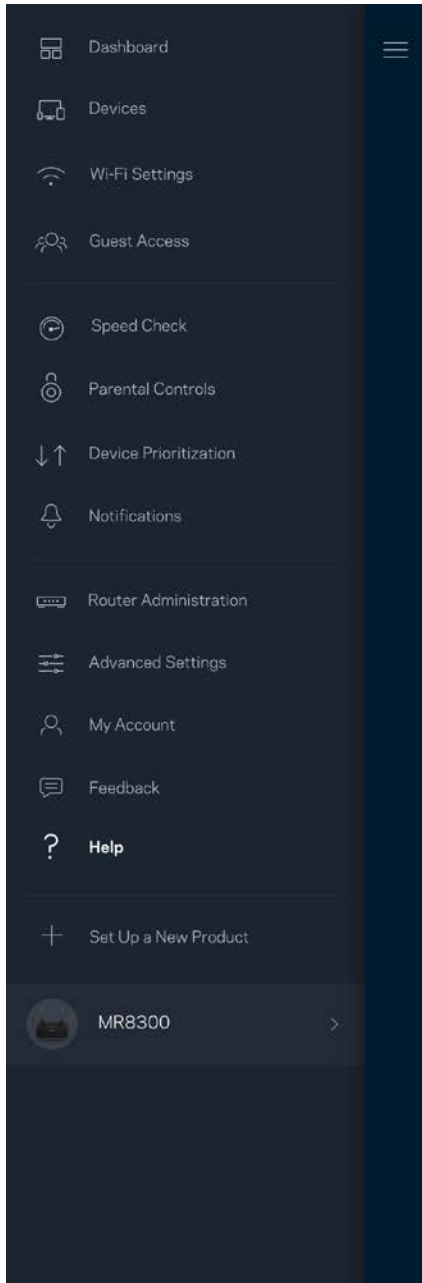 Dashboard
Devices
Wi-Fi Settings
Guest Access
Speed Check
Parental Controls
Device Prioritization
Notifications
Router Administration
Advanced Settings
My Account
Feedback
? Help
Set Up a New Product
MR8300